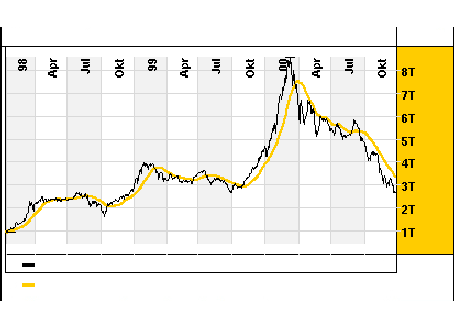 98 Apr Jul Okt 99 Apr Jul Okt 00 Apr Jul Okt
8T
7T
6T
5T
4T
3T
2T
1T